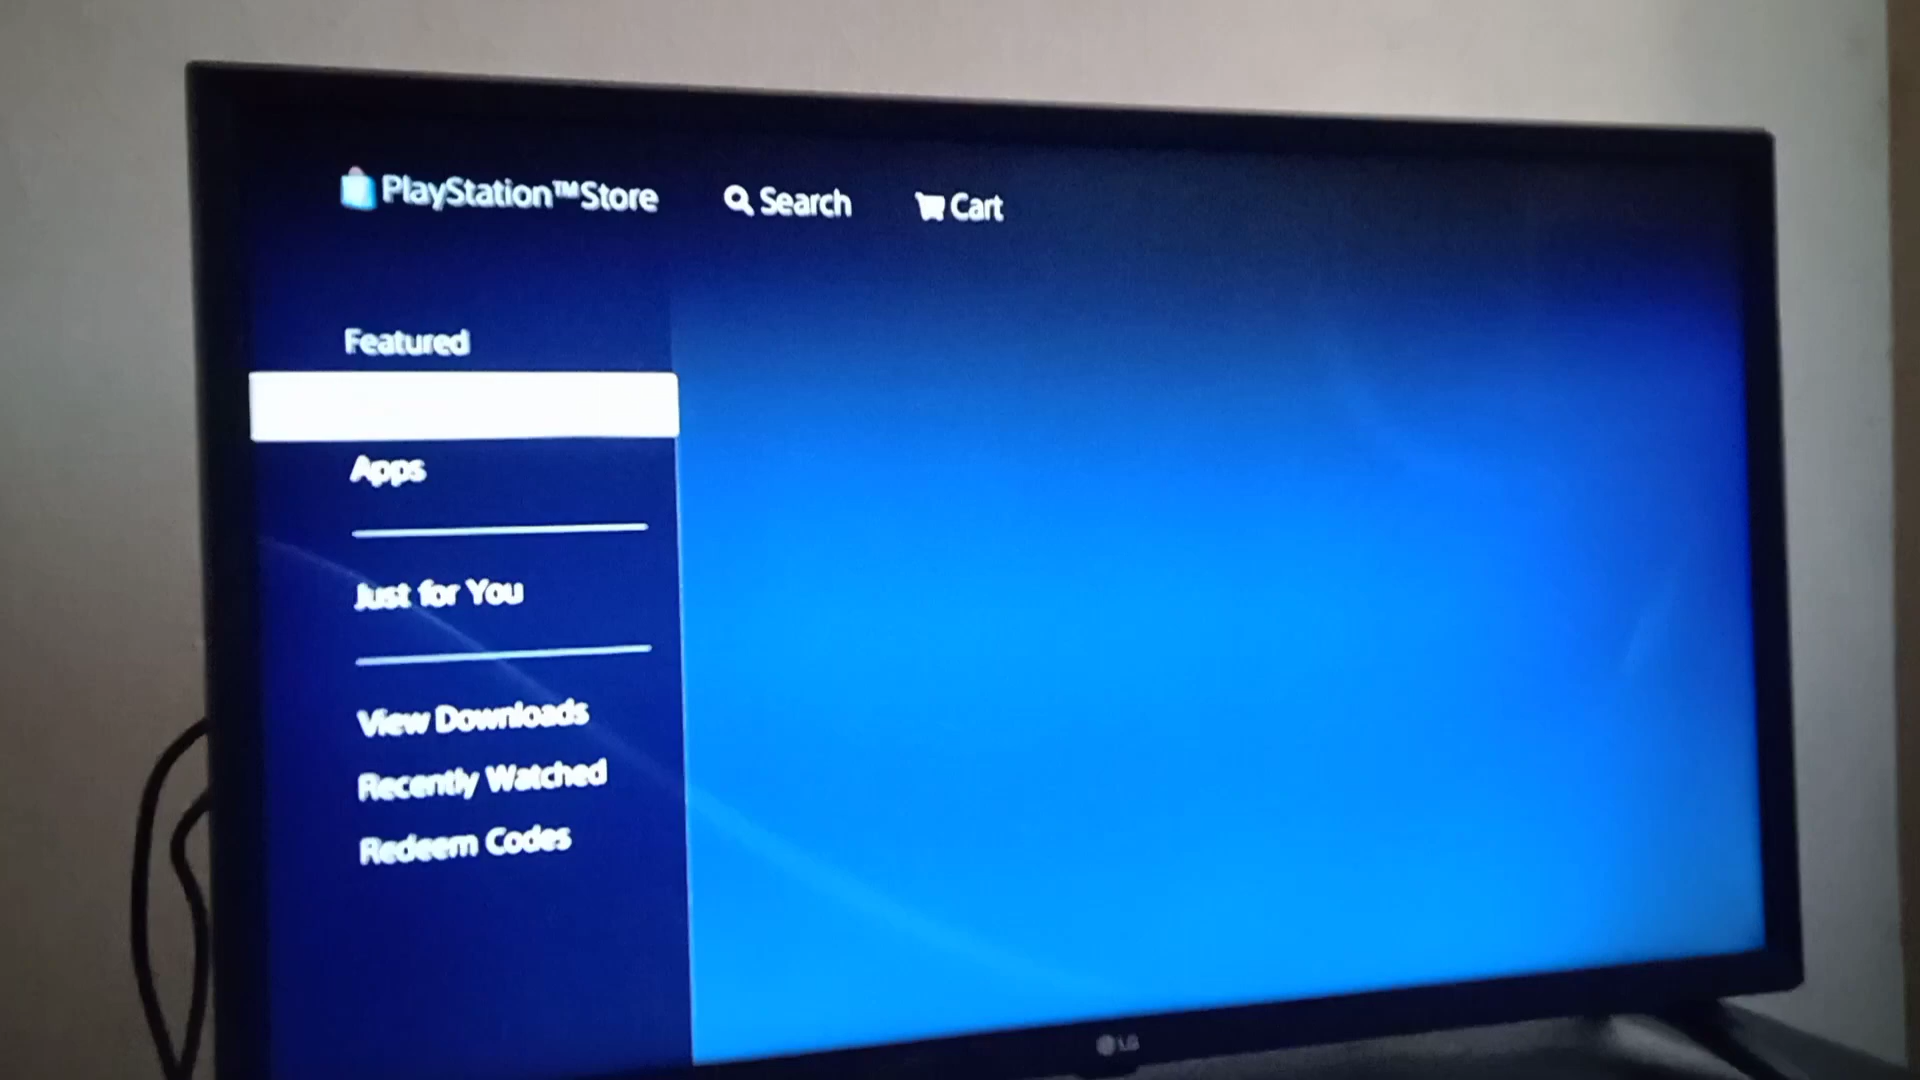 PlayStation™Store
Search
Cart
Featured
Apps
Just for You
View Downloads
Recently Watched
Redeem Codes
LG